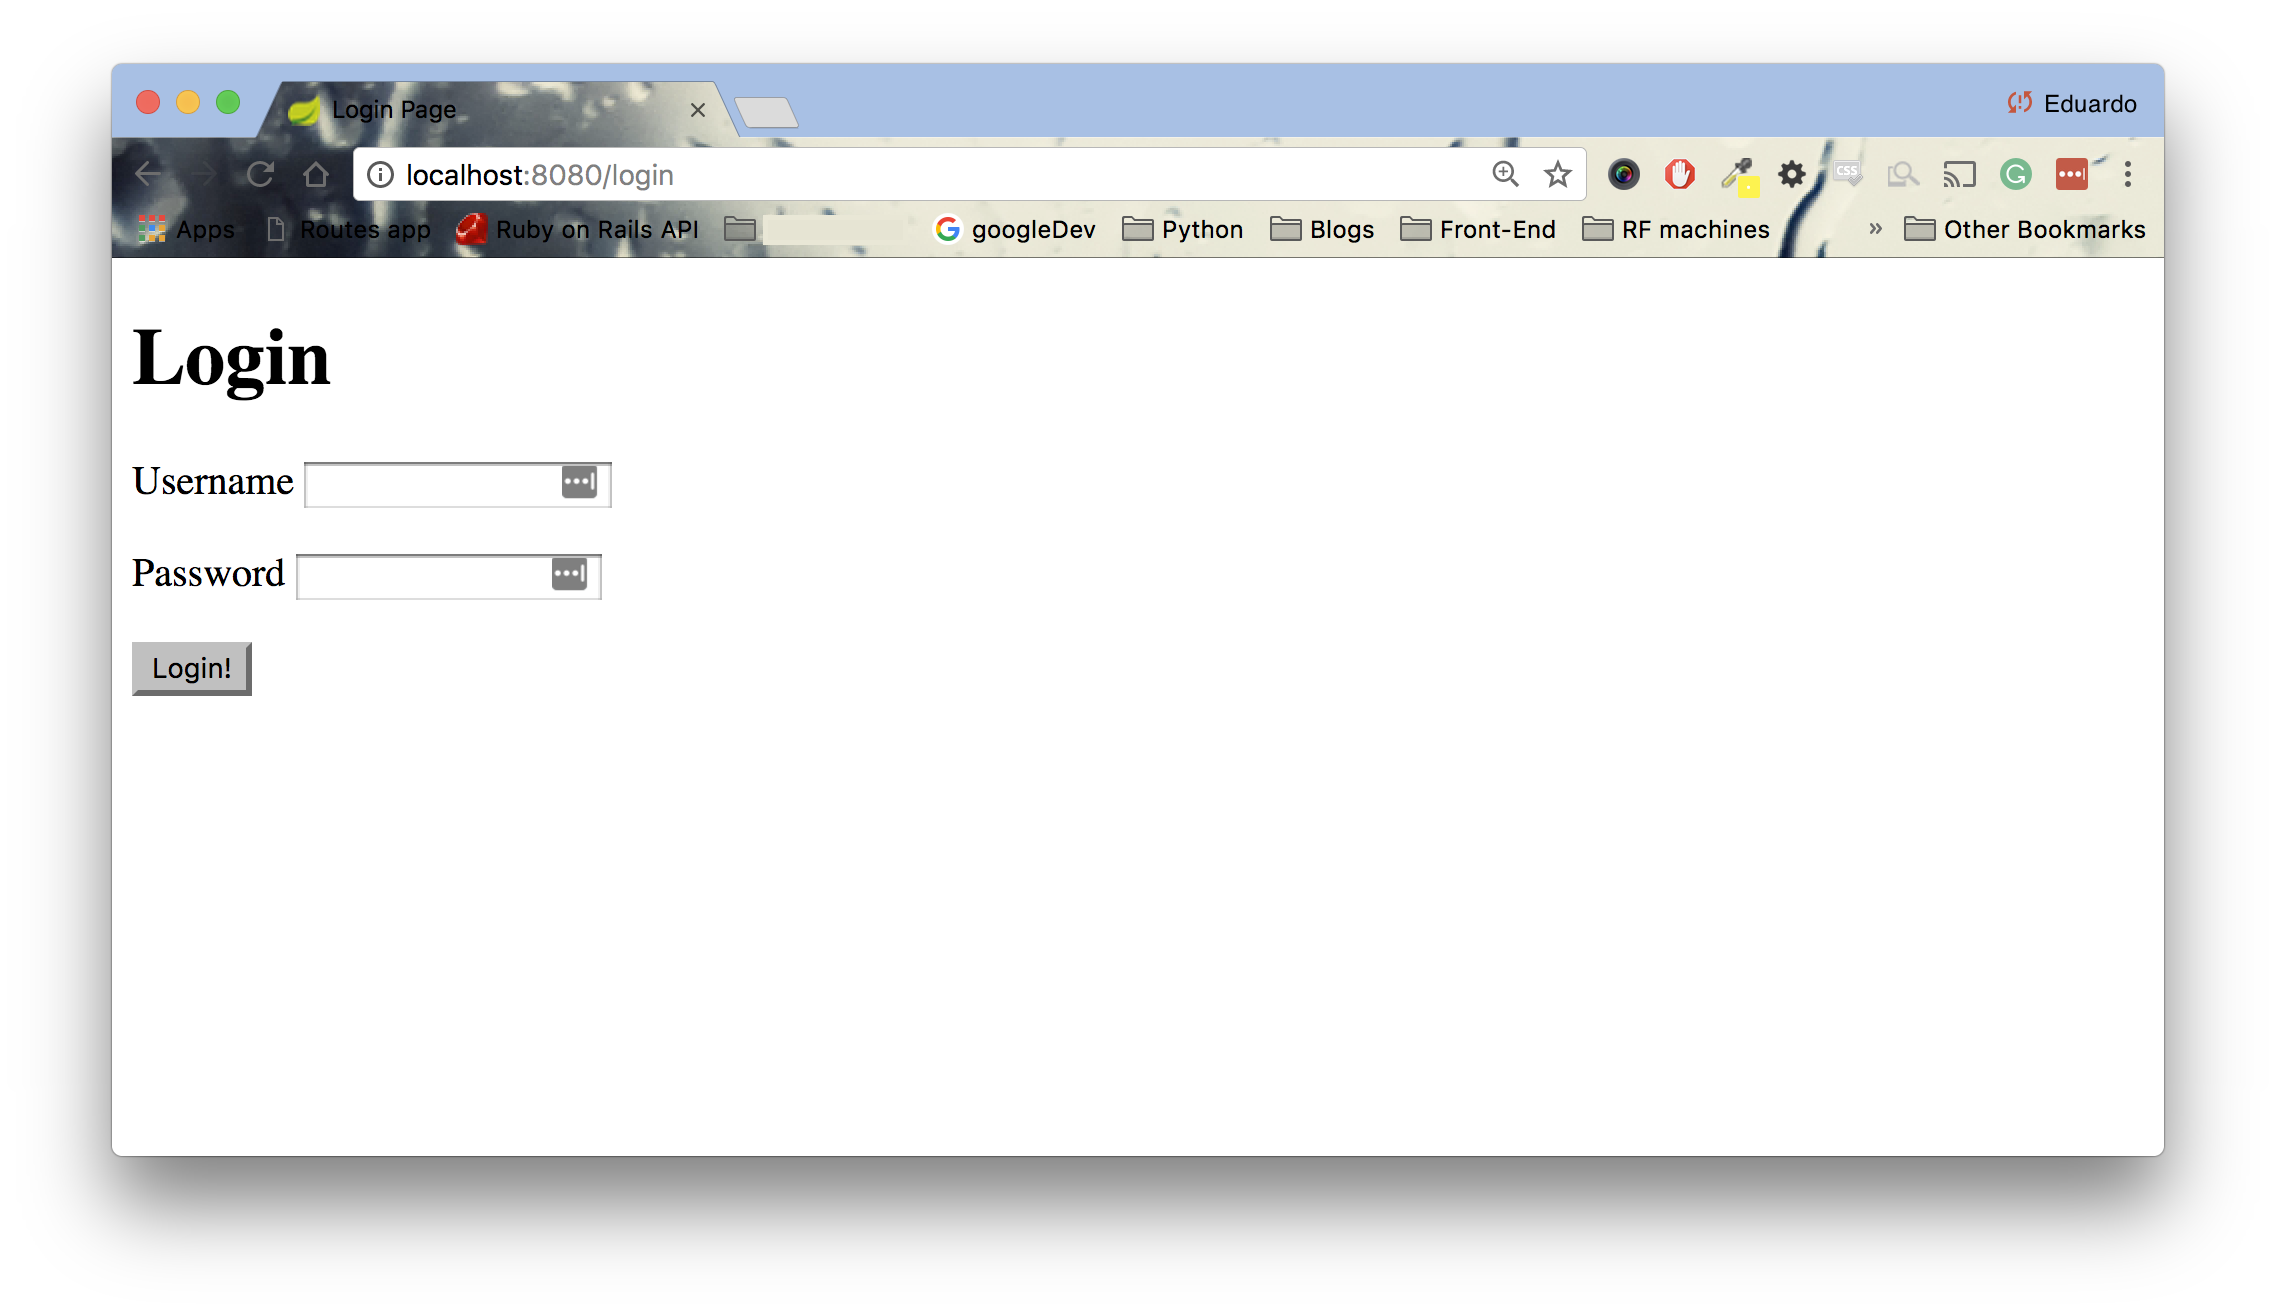 Login Page
Eduardo
localhost:8080/login
Apps Routes app Ruby on Rails API googleDev Python Blogs Front-End RF machines » Other Bookmarks
Login
Username
Password
Login!